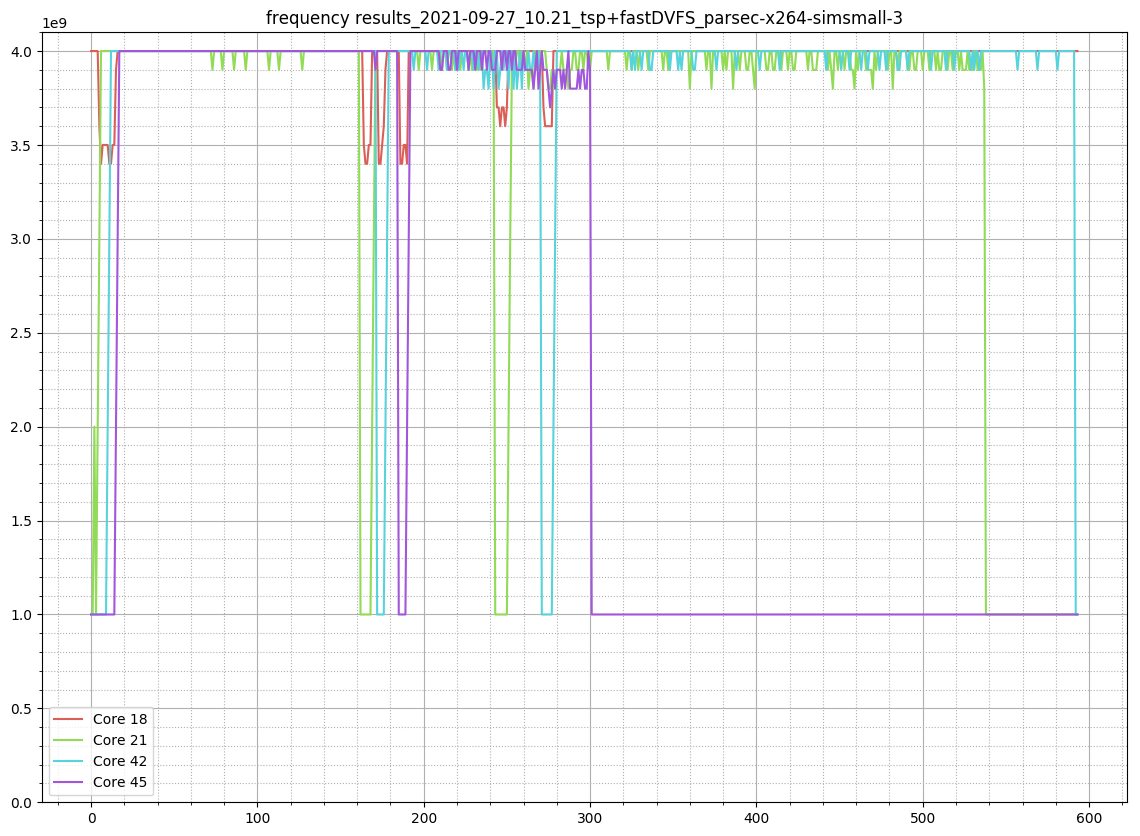 frequency results_2021-09-27_10.21_tsp+fastDVFS_parsec-x264-simsmall-3
1e9
4.0
3.5
3.0
2.5
2.0
1.5
1.0
0.5
0.0
Core 18
Core 21
Core 42
Core 45
0 100 200 300 400 500 600